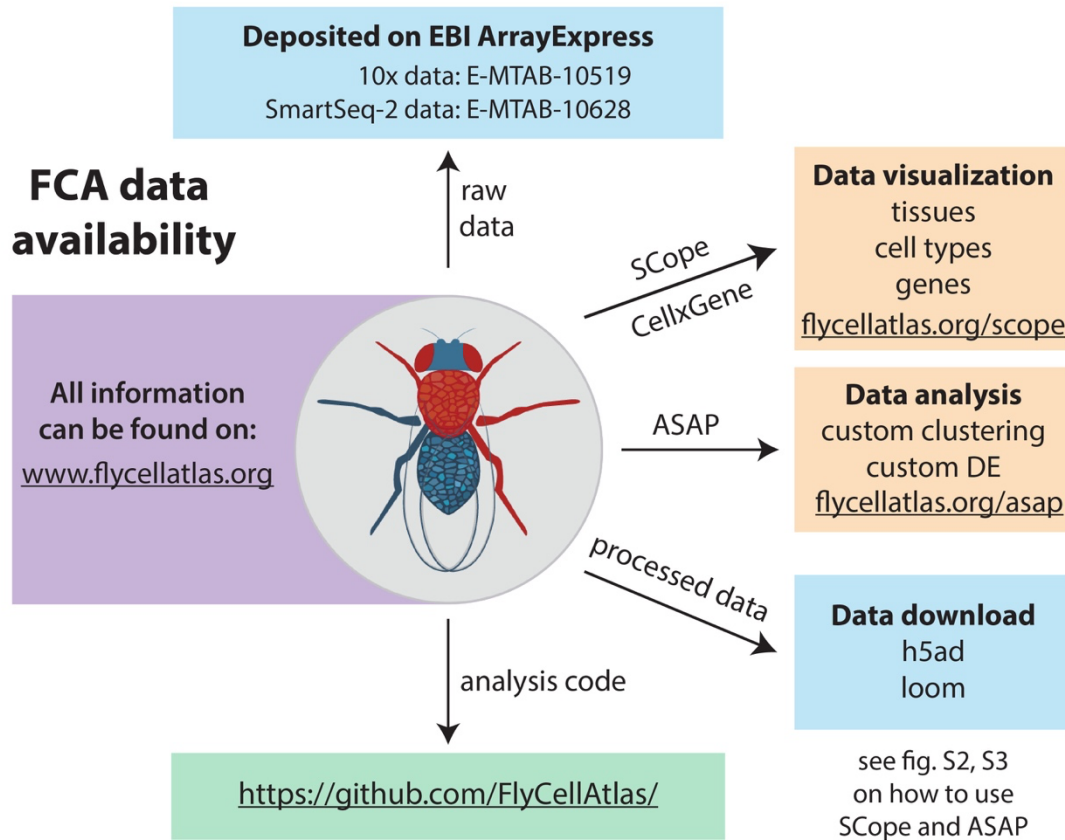 Deposited on EBI ArrayExpress
10x data: E-MTAB-10519
SmartSeq-2 data: E-MTAB-10628
FCA data
availability
raw
data
All information
can be found on:
www.flycellatlas.org
SCope
CellxGene
Data visualization
tissues
cell types
genes
flycellatlas.org/scope
ASAP
Data analysis
custom clustering
custom DE
flycellatlas.org/asap
processed data
Data download
h5ad
loom
see fig. S2, S3
on how to use
SCope and ASAP
analysis code
https://github.com/FlyCellAtlas/